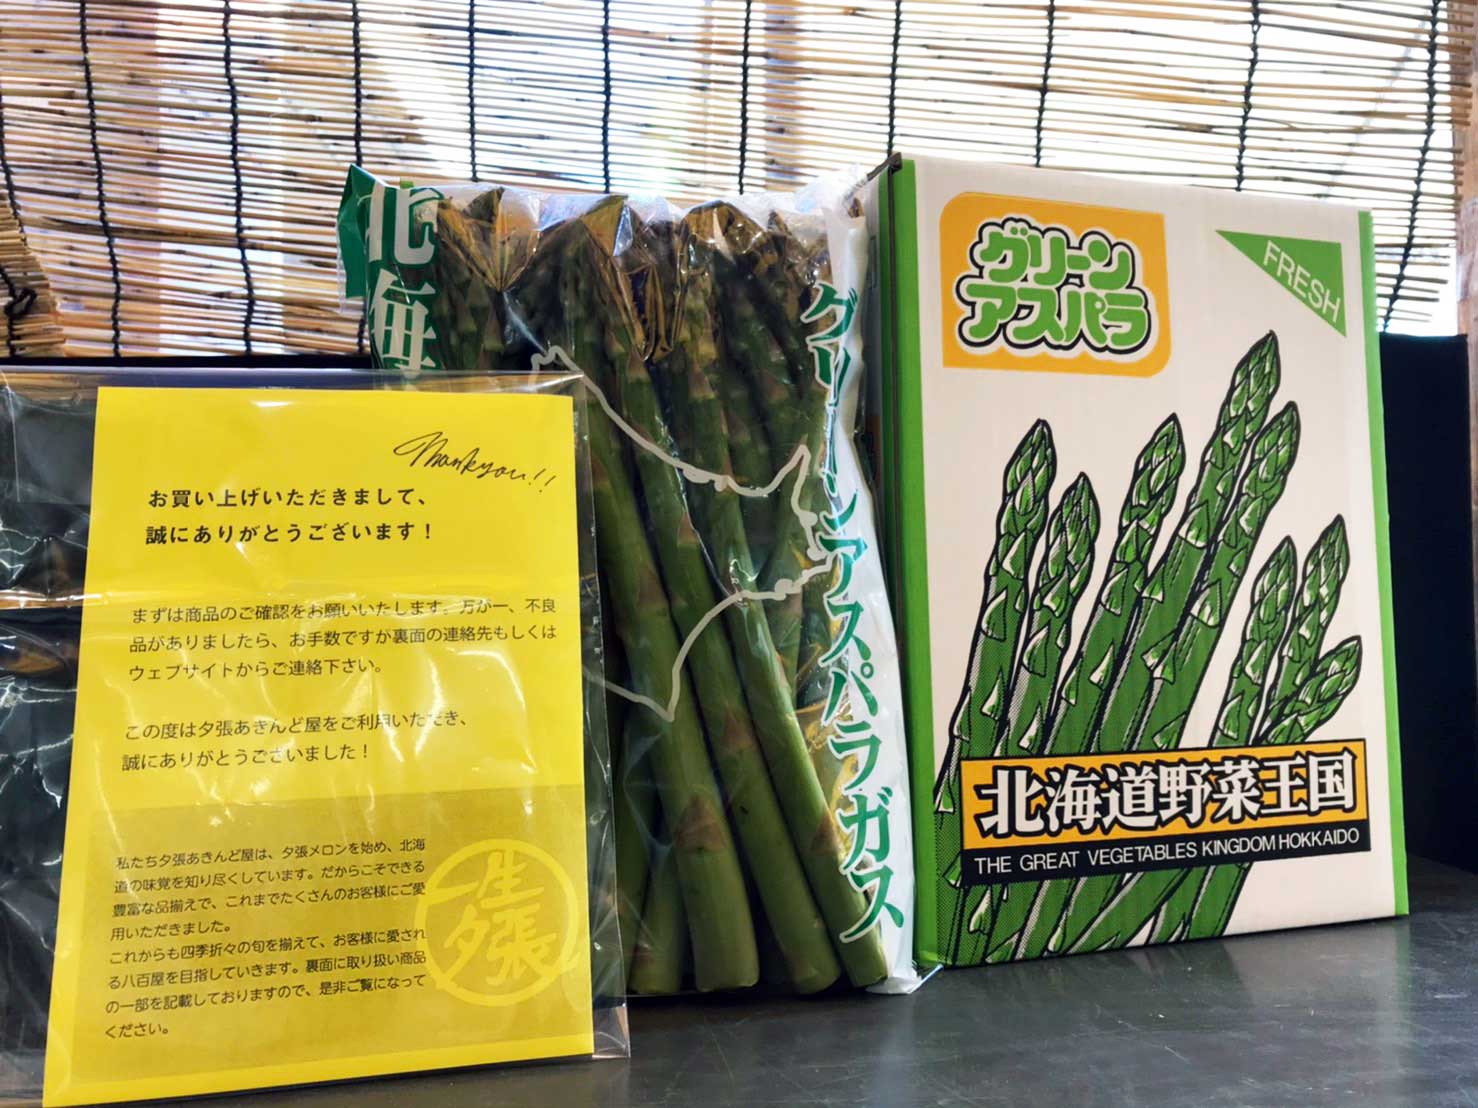 Thank you!!
お買い上げいただきまして、
誠にありがとうございます！
まずは商品のご確認をお願いいたします。万が一、不良
品がありましたら、お手数ですが裏面の連絡先もしくは
ウェブサイトからご連絡下さい。
この度は夕張あきんど屋をご利用いただき、
誠にありがとうございました！
私たち夕張あきんど屋は、夕張メロンを始め、北海
道の味覚を知り尽くしています。だからこそできる
豊富な品揃えで、これまでたくさんのお客様にご愛
用いただきました。
これからも四季折々の旬を揃えて、お客様に愛され
る八百屋を目指していきます。裏面に取り扱い商品
の一部を記載しておりますので、是非ご覧になって
ください。
一生
夕張
北海
グリーンアスパラガス
グリーン
アスパラ
FRESH
北海道野菜王国
THE GREAT VEGETABLES KINGDOM HOKKAIDO